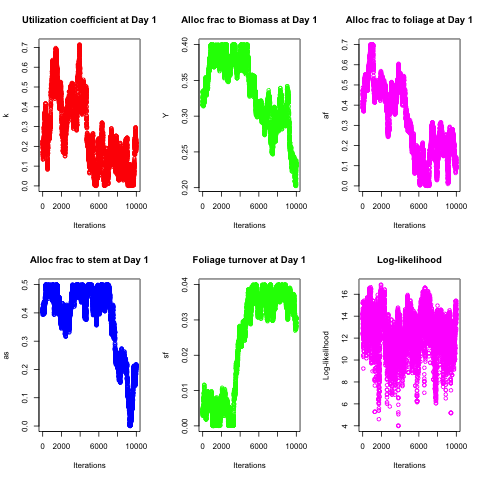 Utilization coefficient at Day 1
Alloc frac to Biomass at Day 1
Alloc frac to foliage at Day 1
k
0.0 0.1 0.2 0.3 0.4 0.5 0.6 0.7
0 2000 6000 10000
Iterations
Y
0.20 0.25 0.30 0.35 0.40
0 2000 6000 10000
Iterations
af
0.0 0.1 0.2 0.3 0.4 0.5 0.6 0.7
0 2000 6000 10000
Iterations
Alloc frac to stem at Day 1
Foliage turnover at Day 1
Log-likelihood
as
0.0 0.1 0.2 0.3 0.4 0.5
0 2000 6000 10000
Iterations
sf
0.00 0.01 0.02 0.03 0.04
0 2000 6000 10000
Iterations
Log-likelihood
4 6 8 10 12 14 16
0 2000 6000 10000
Iterations